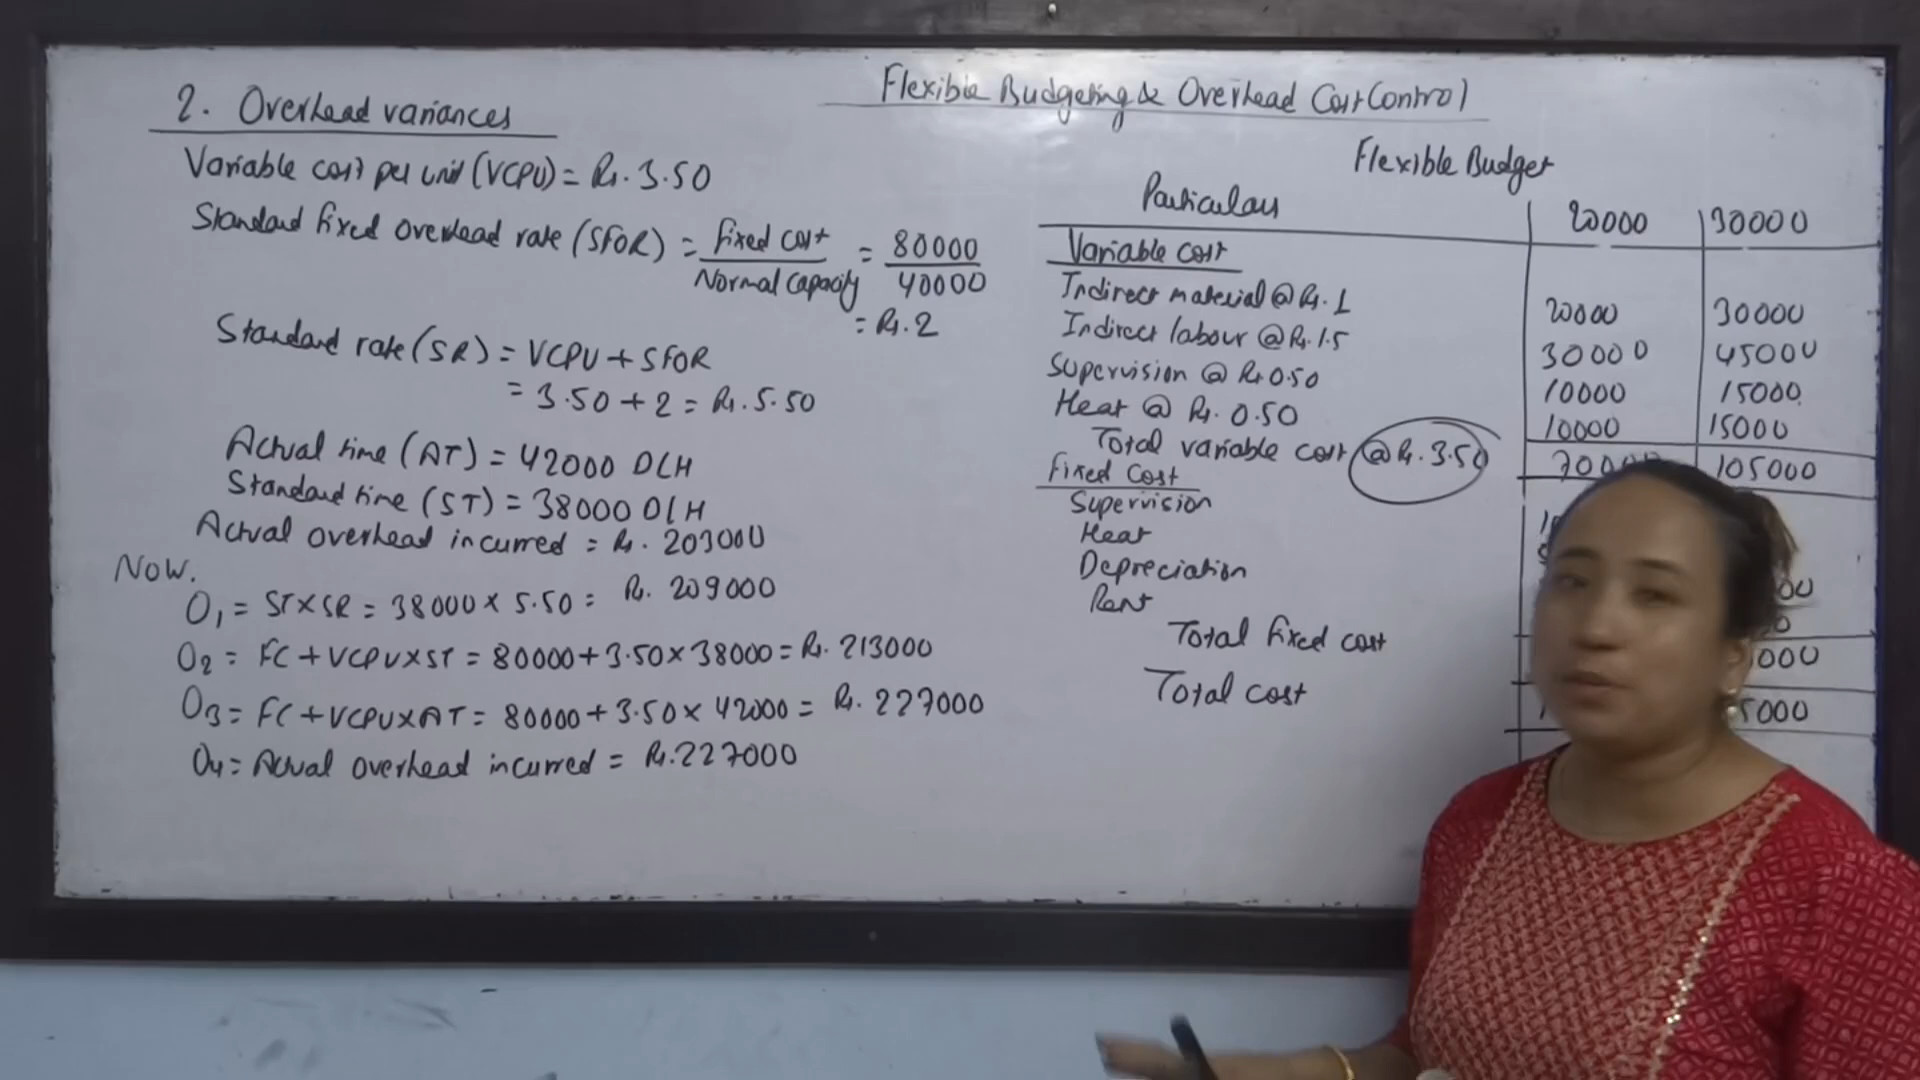 Flexible Budgeting & Overhead Cost Control
2. Overhead variances
Variable cost per unit (VCPU) = Rs. 3.50
Standard fixed overhead rate (SFOR) = Fixed cost / Normal Capacity = 80000 / 40000
= Rs. 2
Standard rate (SR) = VCPU + SFOR
= 3.50 + 2 = Rs. 5.50
Actual time (AT) = 42000 DLH
Standard time (ST) = 38000 DLH
Actual overhead incurred = Rs. 203000
Now,
O1 = ST × SR = 38000 × 5.50 = Rs. 209000
O2 = FC + VCPU × ST = 80000 + 3.50 × 38000 = Rs. 213000
O3 = FC + VCPU × AT = 80000 + 3.50 × 42000 = Rs. 227000
O4 = Actual overhead incurred = Rs. 227000
Flexible Budget
Particulars 20000 30000
Variable cost
Indirect material @ Rs. 1 20000 30000
Indirect labour @ Rs. 1.5 30000 45000
Supervision @ Rs 0.50 10000 15000
Heat @ Rs. 0.50 10000 15000
Total variable cost @ Rs. 3.50 105000
Fixed Cost
Supervision
Heat
Depreciation
Rent
Total fixed cost
Total cost